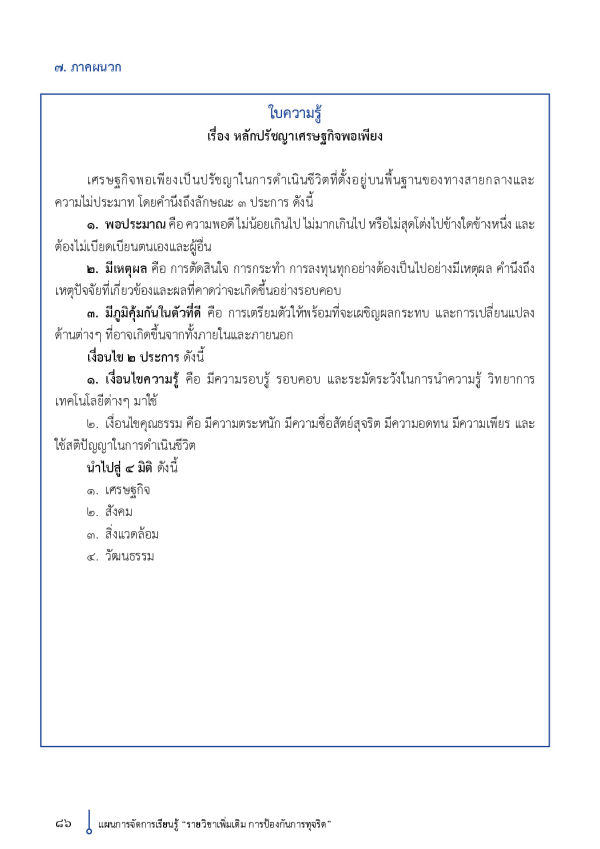 ๗. ภาคผนวก
ใบความรู้
เรื่อง หลักปรัชญาเศรษฐกิจพอเพียง
เศรษฐกิจพอเพียงเป็นปรัชญาในการดำเนินชีวิตที่ตั้งอยู่บนพื้นฐานของทางสายกลางและ
ความไม่ประมาท โดยคำนึงถึงลักษณะ ๓ ประการ ดังนี้
๑. พอประมาณ คือ ความพอดี ไม่น้อยเกินไป ไม่มากเกินไป หรือไม่สุดโต่งไปข้างใดข้างหนึ่ง และ
ต้องไม่เบียดเบียนตนเองและผู้อื่น
๒. มีเหตุผล คือ การตัดสินใจ การกระทำ การลงทุนทุกอย่างต้องเป็นไปอย่างมีเหตุผล คำนึงถึง
เหตุปัจจัยที่เกี่ยวข้องและผลที่คาดว่าจะเกิดขึ้นอย่างรอบคอบ
๓. มีภูมิคุ้มกันในตัวที่ดี คือ การเตรียมตัวให้พร้อมที่จะเผชิญผลกระทบ และการเปลี่ยนแปลง
ด้านต่างๆ ที่อาจเกิดขึ้นจากทั้งภายในและภายนอก
เงื่อนไข ๒ ประการ ดังนี้
๑. เงื่อนไขความรู้ คือ มีความรอบรู้ รอบคอบ และระมัดระวังในการนำความรู้ วิทยาการ
เทคโนโลยีต่างๆ มาใช้
๒. เงื่อนไขคุณธรรม คือ มีความตระหนัก มีความซื่อสัตย์สุจริต มีความอดทน มีความเพียร และ
ใช้สติปัญญาในการดำเนินชีวิต
นำไปสู่ ๔ มิติ ดังนี้
๑. เศรษฐกิจ
๒. สังคม
๓. สิ่งแวดล้อม
๔. วัฒนธรรม
๘๖ แผนการจัดการเรียนรู้ "รายวิชาเพิ่มเติม การป้องกันการทุจริต"